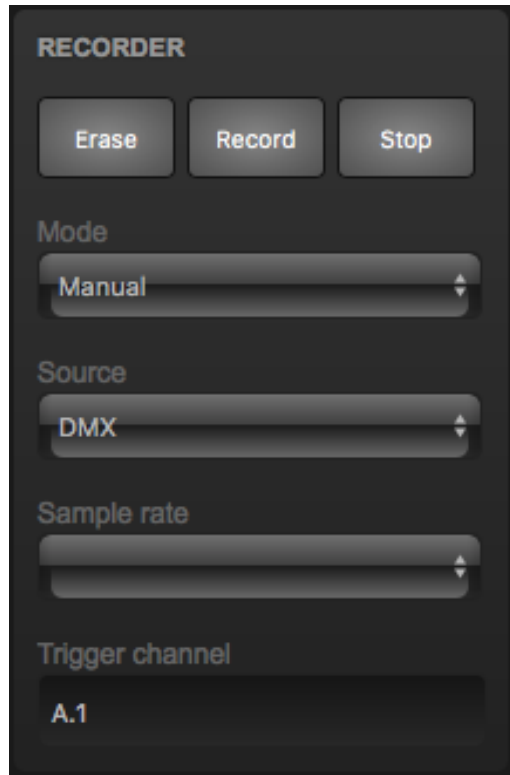 RECORDER
Erase Record Stop
Mode
Manual
Source
DMX
Sample rate
Trigger channel
A.1